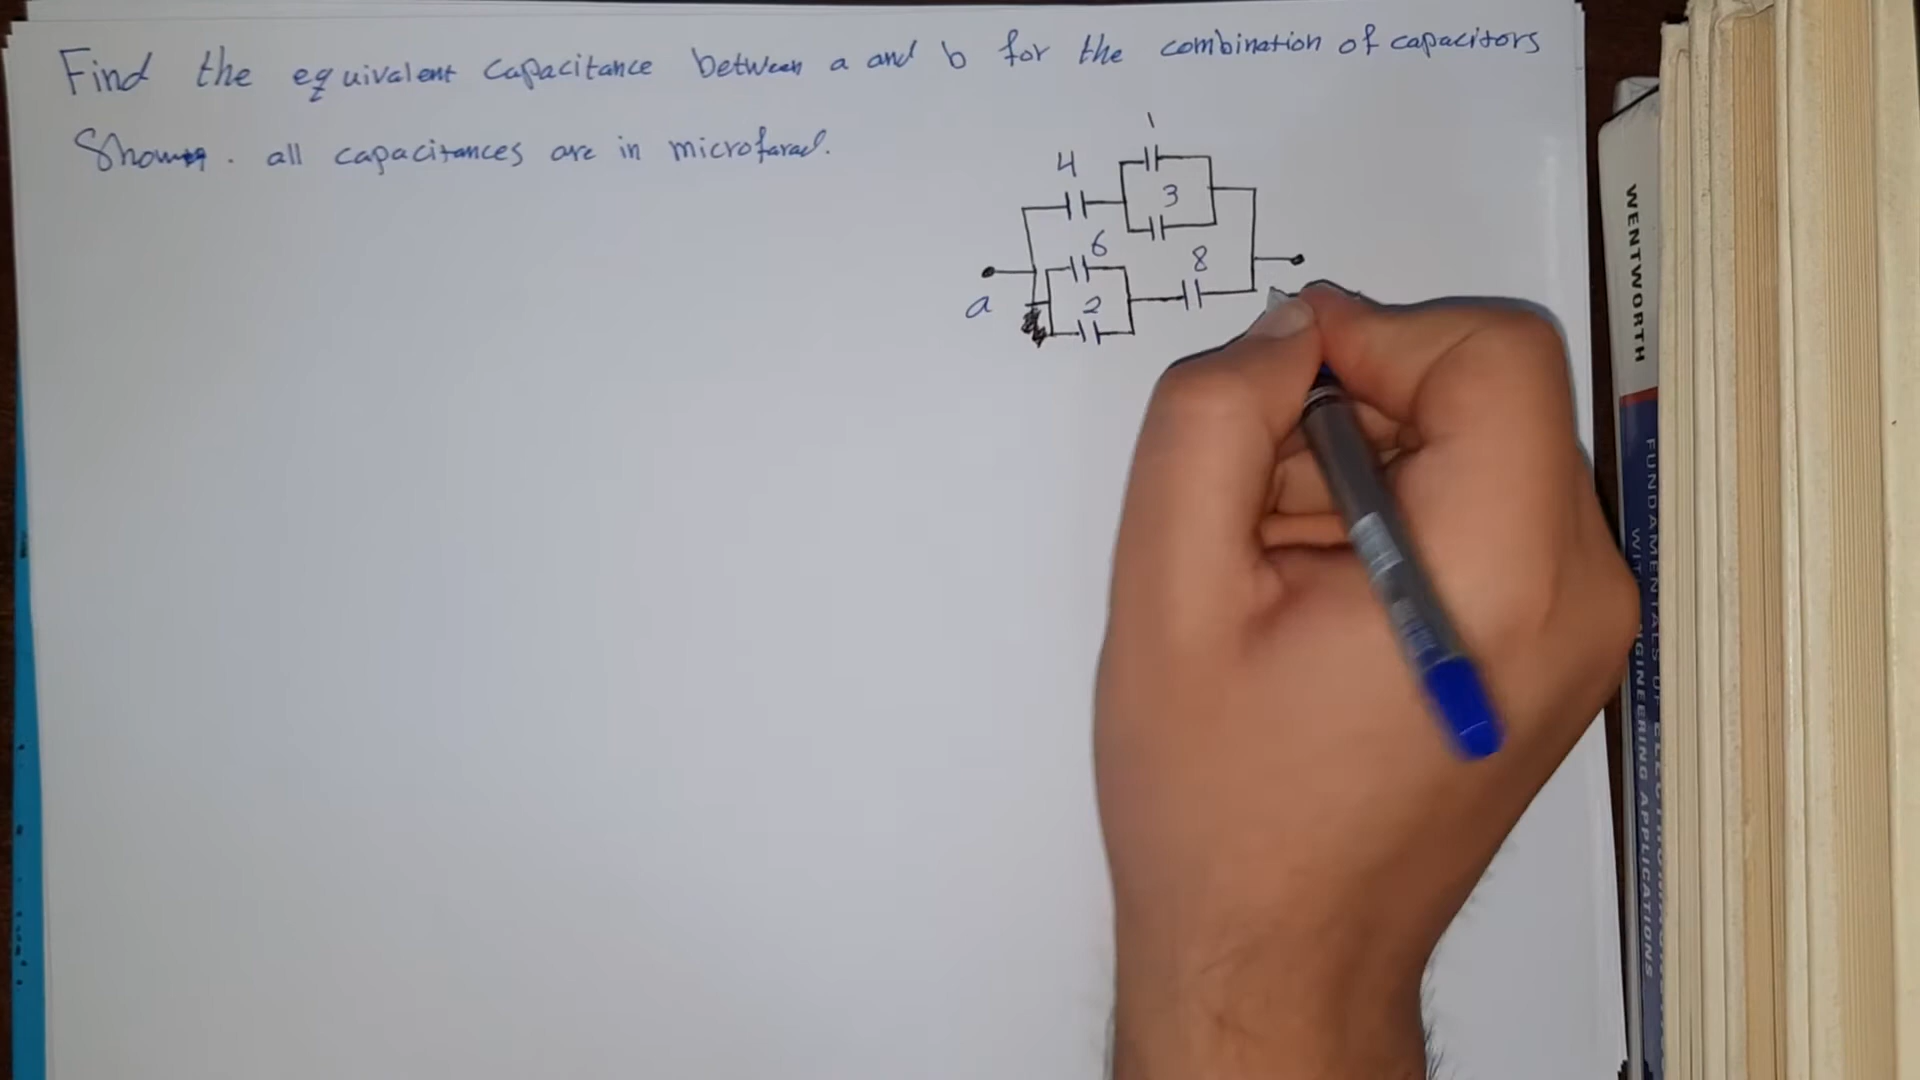 Find the equivalent capacitance between a and b for the combination of capacitors
Shown. all capacitances are in microfarad.
1
4
3
6
8
a
2
WENTWORTH
FUNDAMENTALS OF
WITH ENGINEERING APPLICATIONS